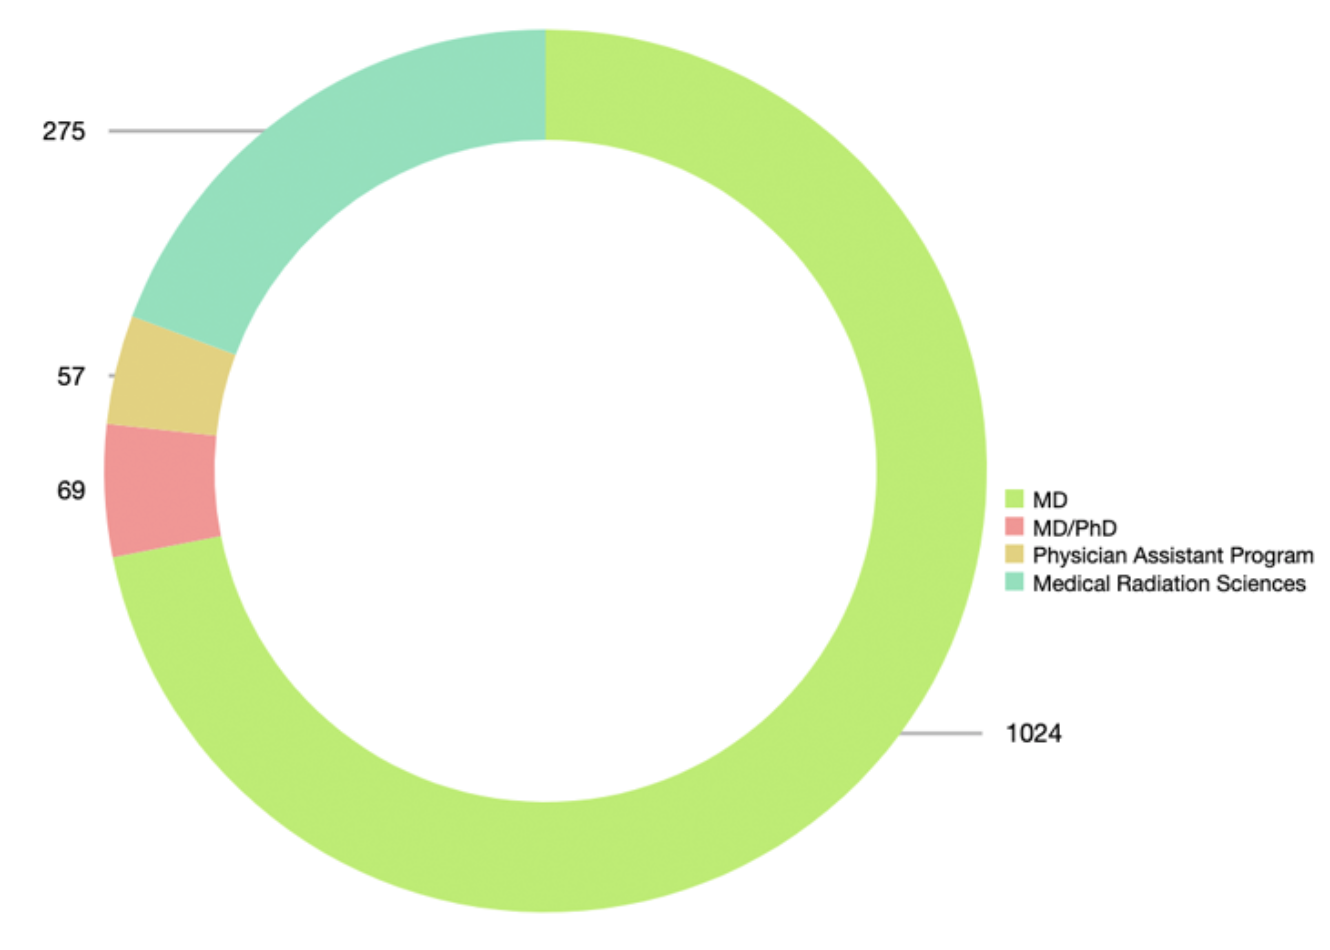 275
57
69
MD
MD/PhD
Physician Assistant Program
Medical Radiation Sciences
1024